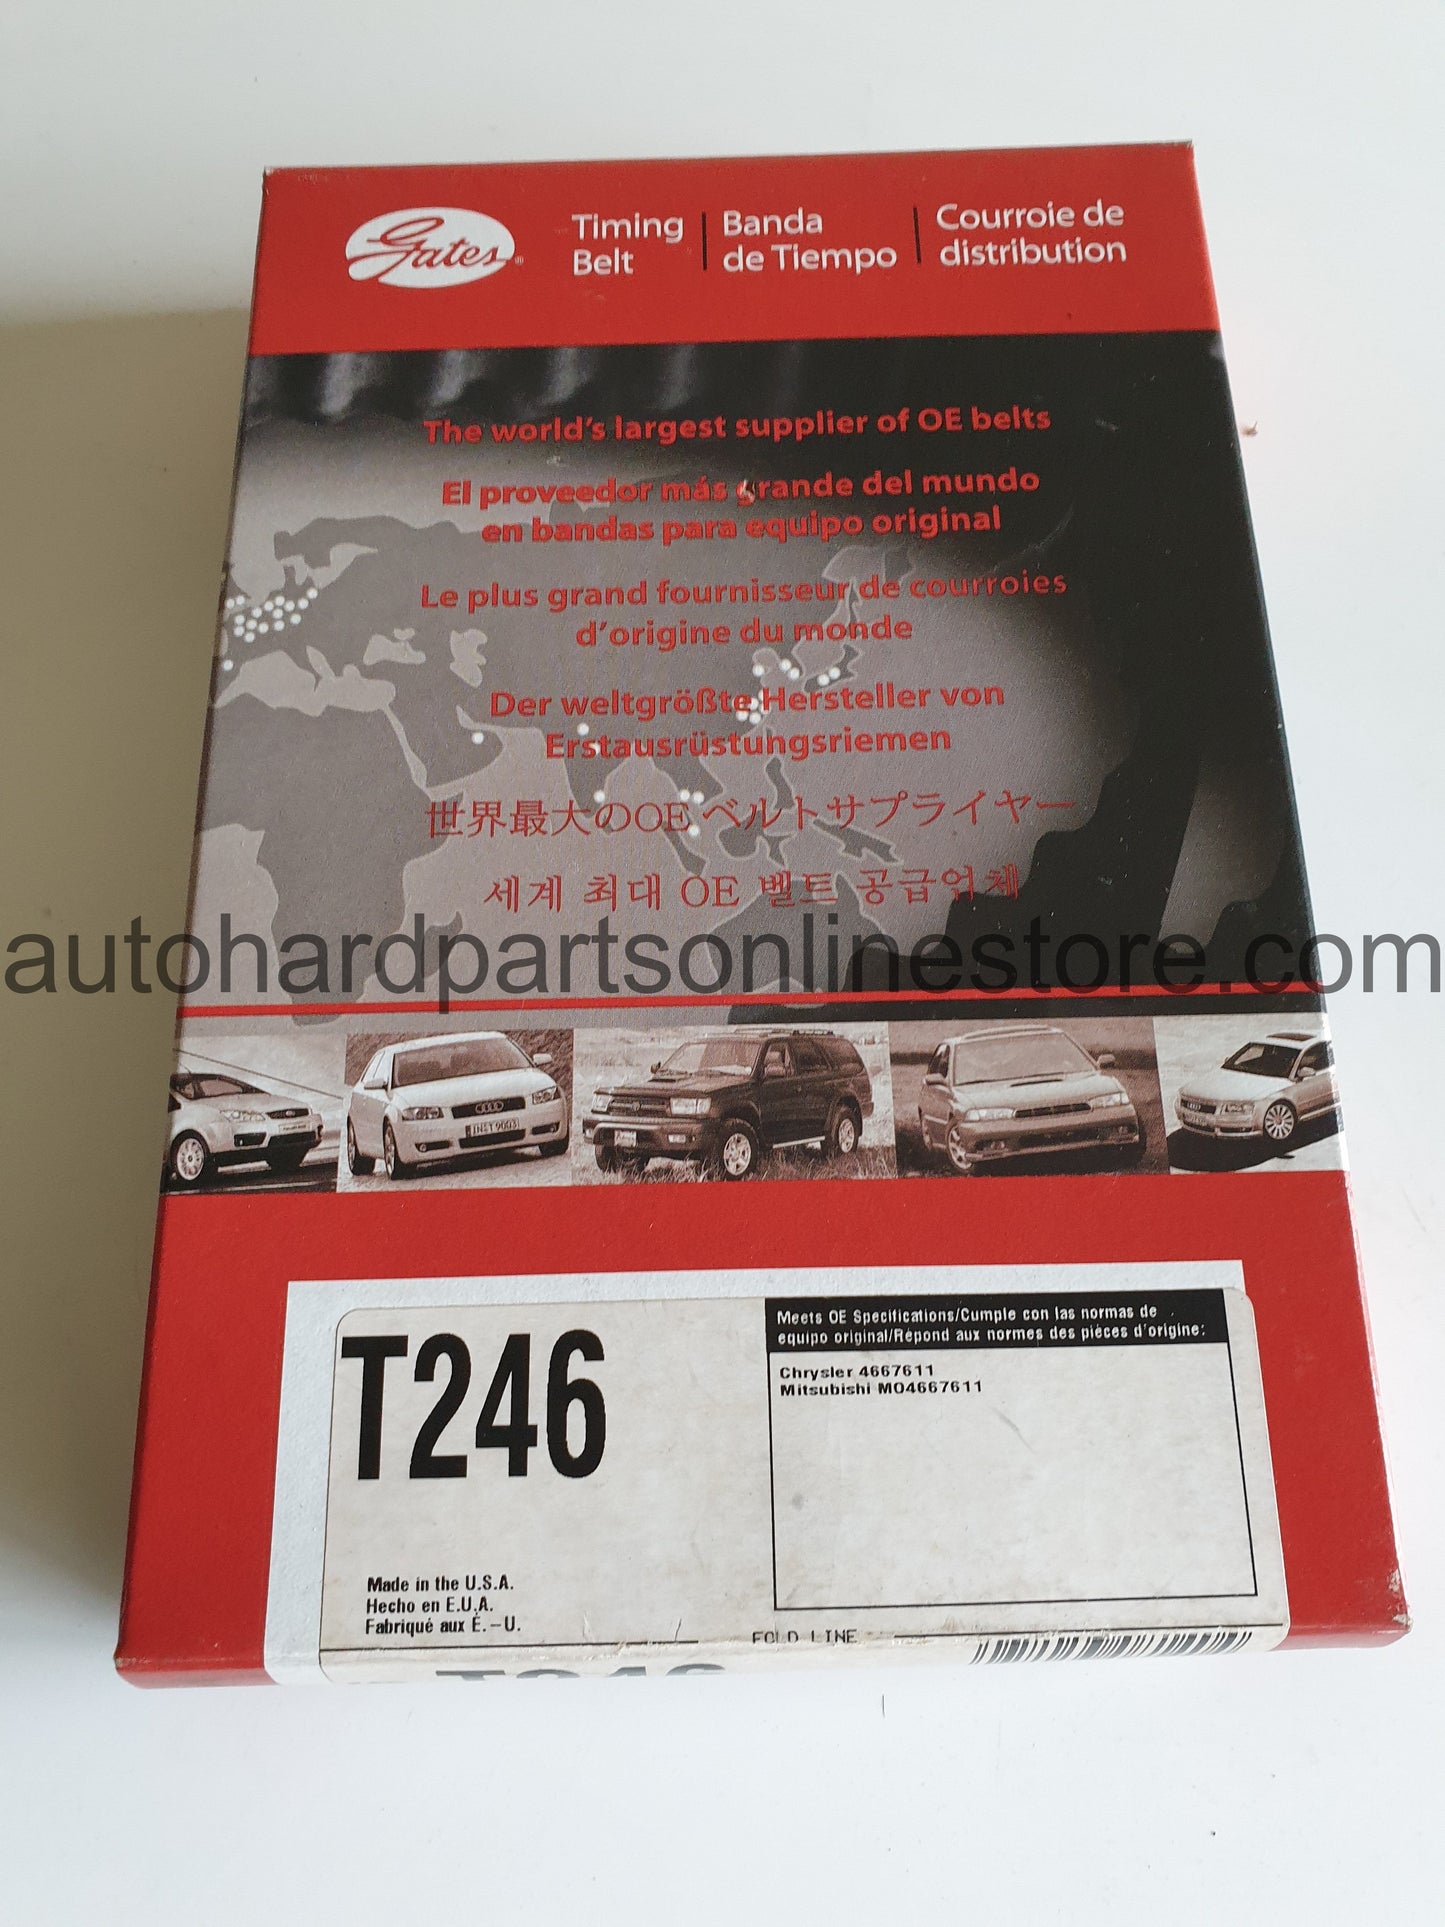 Gates®
Timing
Belt
Banda
de Tiempo
Courroie de
distribution
The world's largest supplier of OE belts
El proveedor más grande del mundo
en bandas para equipo original
Le plus grand fournisseur de courroies
d'origine du monde
Der weltgrößte Hersteller von
Erstausrüstungsriemen
世界最大のOE ベルトサプライヤー
세계 최대 OE 벨트 공급업체
autohardpartsonlinestore.com
T246
Meets OE Specifications/Cumple con las normas de
equipo original/Répond aux normes des pièces d'origine:
Chrysler 4667611
Mitsubishi MO4667611
Made in the U.S.A.
Hecho en E.U.A.
Fabriqué aux É.-U.
FOLD LINE